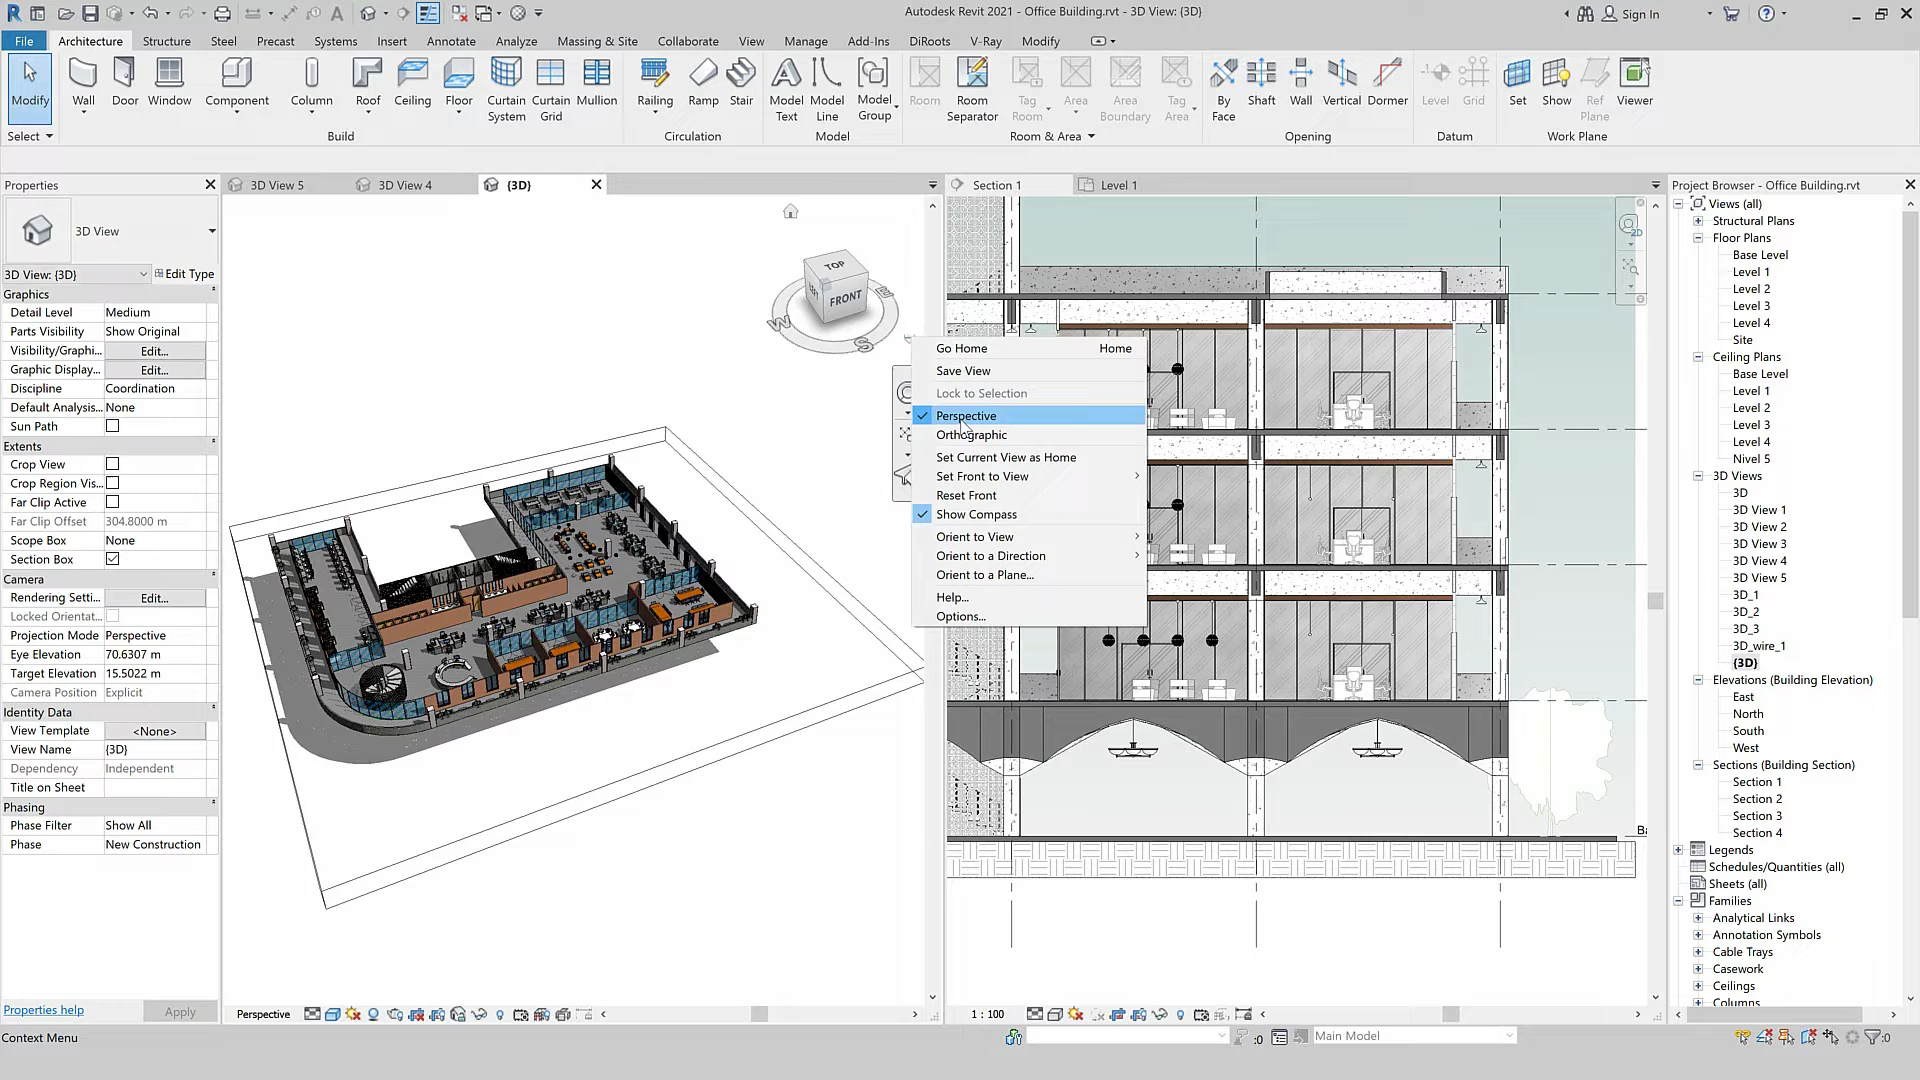 Autodesk Revit 2021 - Office Building.rvt - 3D View: {3D}
Sign In
File
Architecture
Structure
Steel
Precast
Systems
Insert
Annotate
Analyze
Massing & Site
Collaborate
View
Manage
Add-Ins
DiRoots
V-Ray
Modify
Modify
Wall
Door
Window
Component
Column
Roof
Ceiling
Floor
Curtain System
Curtain Grid
Mullion
Railing
Ramp
Stair
Model Text
Model Line
Model Group
Room
Room Separator
Tag Room
Area
Area Boundary
Tag Area
By Face
Shaft
Wall
Vertical
Dormer
Level
Grid
Set
Show
Ref Plane
Viewer
Select
Build
Circulation
Model
Room & Area
Opening
Datum
Work Plane
Properties
3D View
3D View: {3D}
Edit Type
Graphics
Detail Level Medium
Parts Visibility Show Original
Visibility/Graphi... Edit...
Graphic Display... Edit...
Discipline Coordination
Default Analysis... None
Sun Path
Extents
Crop View
Crop Region Vis...
Far Clip Active
Far Clip Offset 304.8000 m
Scope Box None
Section Box
Camera
Rendering Setti... Edit...
Locked Orientat...
Projection Mode Perspective
Eye Elevation 70.6307 m
Target Elevation 15.5022 m
Camera Position Explicit
Identity Data
View Template <None>
View Name {3D}
Dependency Independent
Title on Sheet
Phasing
Phase Filter Show All
Phase New Construction
Properties help
Apply
3D View 5
3D View 4
{3D}
TOP
LEFT
FRONT
W
S
E
Go Home Home
Save View
Lock to Selection
Perspective
Orthographic
Set Current View as Home
Set Front to View
Reset Front
Show Compass
Orient to View
Orient to a Direction
Orient to a Plane...
Help...
Options...
Perspective
Section 1
Level 1
2D
Ba
1 : 100
Project Browser - Office Building.rvt
Views (all)
Structural Plans
Floor Plans
Base Level
Level 1
Level 2
Level 3
Level 4
Site
Ceiling Plans
Base Level
Level 1
Level 2
Level 3
Level 4
Nivel 5
3D Views
3D
3D View 1
3D View 2
3D View 3
3D View 4
3D View 5
3D_1
3D_2
3D_3
3D_wire_1
{3D}
Elevations (Building Elevation)
East
North
South
West
Sections (Building Section)
Section 1
Section 2
Section 3
Section 4
Legends
Schedules/Quantities (all)
Sheets (all)
Families
Analytical Links
Annotation Symbols
Cable Trays
Casework
Ceilings
Columns
Context Menu
:0
Main Model
:0